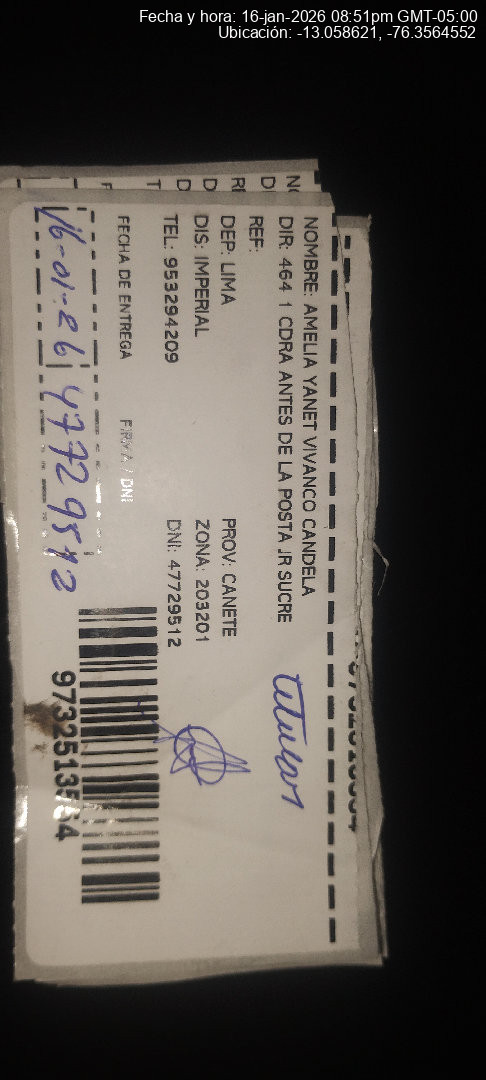 Fecha y hora: 16-jan-2026 08:51pm GMT-05:00
Ubicación: -13.058621, -76.3564552
NOMBRE: AMELIA YANET VIVANCO CANDELA
DIR: 464 1 CDRA ANTES DE LA POSTA JR SUCRE
REF:
DEP: LIMA PROV: CANETE
DIS: IMPERIAL ZONA: 203201
TEL: 953294209 DNI: 47729512
titular
FECHA DE ENTREGA FIRMA / DNI
16-01-26 47729512